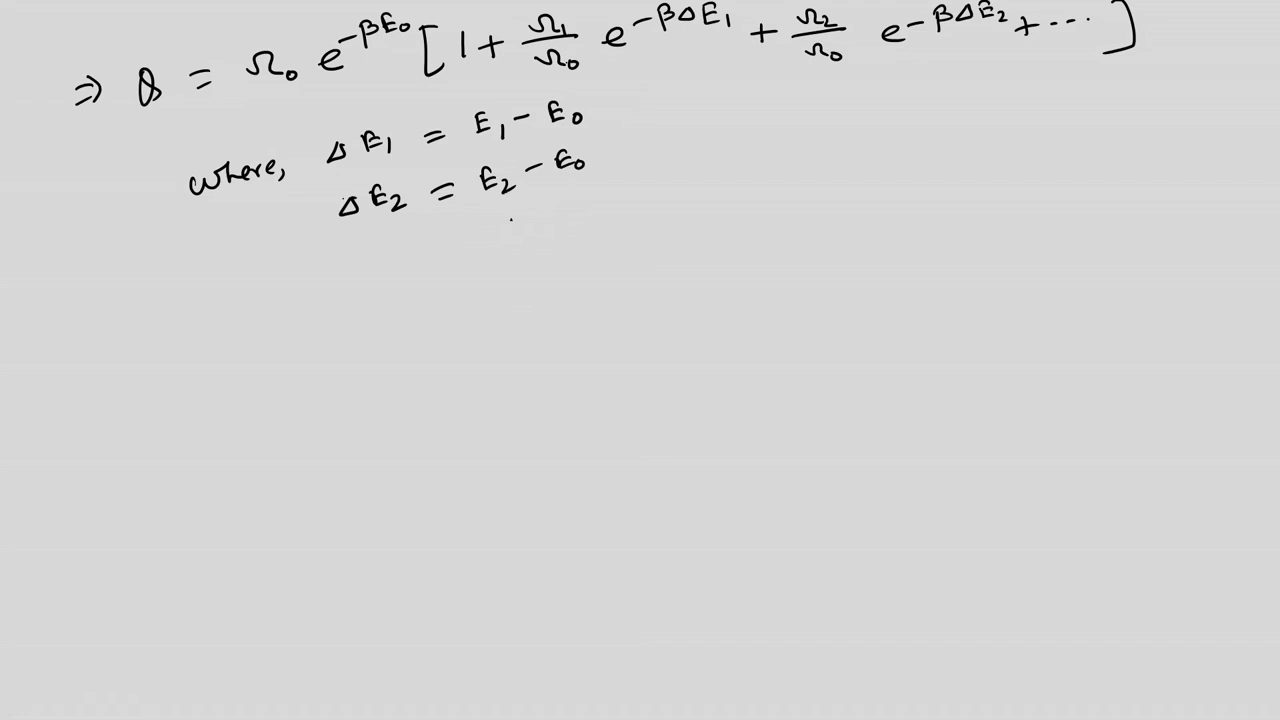 ⇒ Q = Ω₀ e^{-βE₀} [ 1 + Ω₁/Ω₀ e^{-βΔE₁} + Ω₂/Ω₀ e^{-βΔE₂} + ... ]
where, ΔE₁ = E₁ - E₀
ΔE₂ = E₂ - E₀